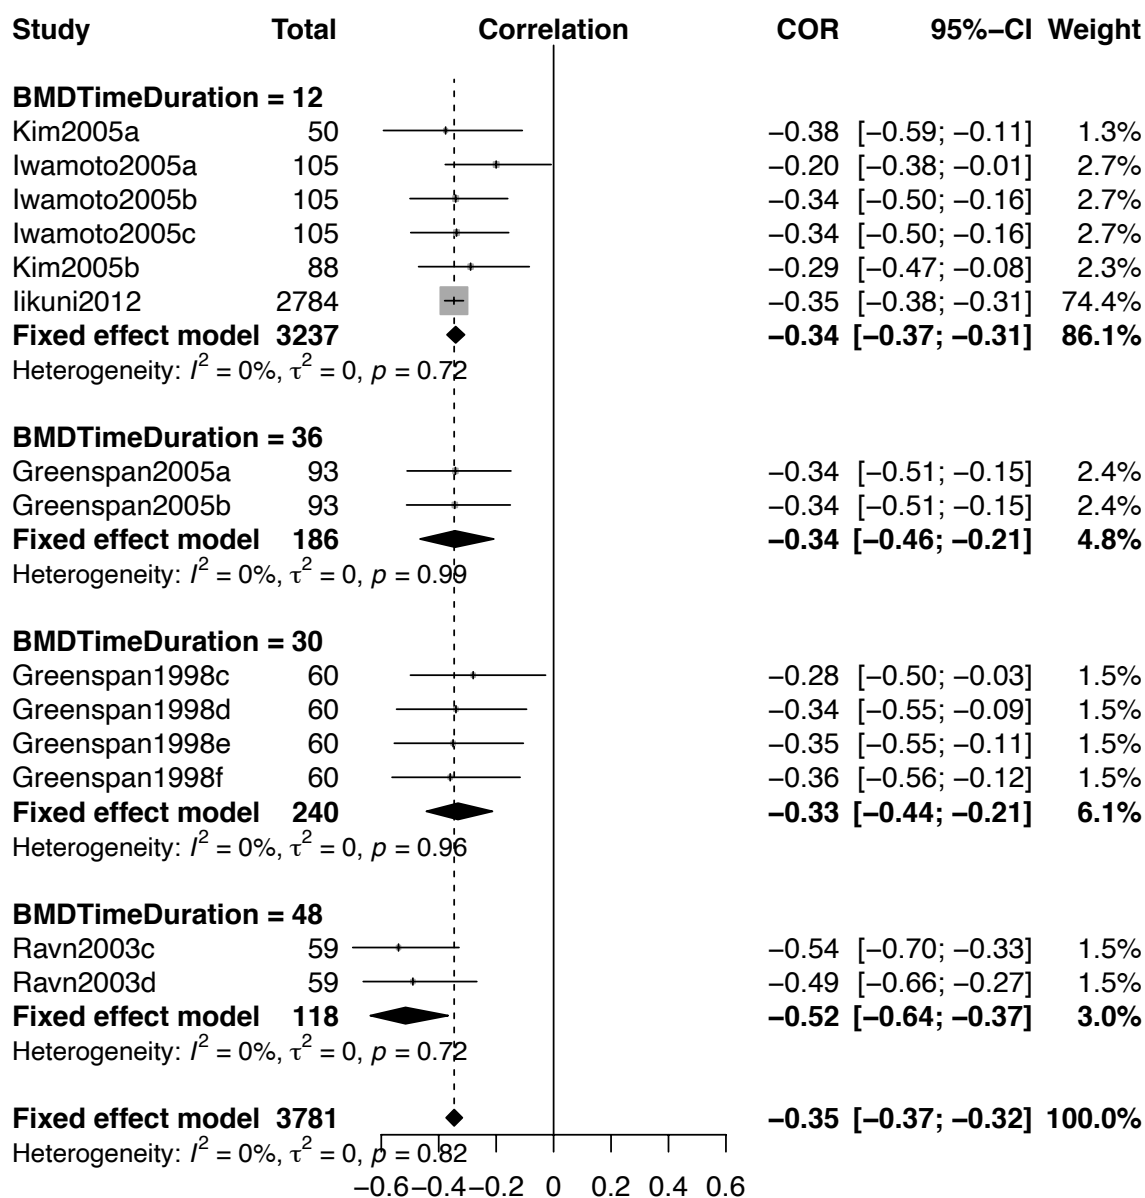 Study Total Correlation COR 95%−CI Weight
BMDTimeDuration = 12
Kim2005a 50 −0.38 [−0.59; −0.11] 1.3%
Iwamoto2005a 105 −0.20 [−0.38; −0.01] 2.7%
Iwamoto2005b 105 −0.34 [−0.50; −0.16] 2.7%
Iwamoto2005c 105 −0.34 [−0.50; −0.16] 2.7%
Kim2005b 88 −0.29 [−0.47; −0.08] 2.3%
Iikuni2012 2784 −0.35 [−0.38; −0.31] 74.4%
Fixed effect model 3237 −0.34 [−0.37; −0.31] 86.1%
Heterogeneity: I² = 0%, τ² = 0, p = 0.72
BMDTimeDuration = 36
Greenspan2005a 93 −0.34 [−0.51; −0.15] 2.4%
Greenspan2005b 93 −0.34 [−0.51; −0.15] 2.4%
Fixed effect model 186 −0.34 [−0.46; −0.21] 4.8%
Heterogeneity: I² = 0%, τ² = 0, p = 0.99
BMDTimeDuration = 30
Greenspan1998c 60 −0.28 [−0.50; −0.03] 1.5%
Greenspan1998d 60 −0.34 [−0.55; −0.09] 1.5%
Greenspan1998e 60 −0.35 [−0.55; −0.11] 1.5%
Greenspan1998f 60 −0.36 [−0.56; −0.12] 1.5%
Fixed effect model 240 −0.33 [−0.44; −0.21] 6.1%
Heterogeneity: I² = 0%, τ² = 0, p = 0.96
BMDTimeDuration = 48
Ravn2003c 59 −0.54 [−0.70; −0.33] 1.5%
Ravn2003d 59 −0.49 [−0.66; −0.27] 1.5%
Fixed effect model 118 −0.52 [−0.64; −0.37] 3.0%
Heterogeneity: I² = 0%, τ² = 0, p = 0.72
Fixed effect model 3781 −0.35 [−0.37; −0.32] 100.0%
Heterogeneity: I² = 0%, τ² = 0, p = 0.82
−0.6 −0.4 −0.2 0 0.2 0.4 0.6